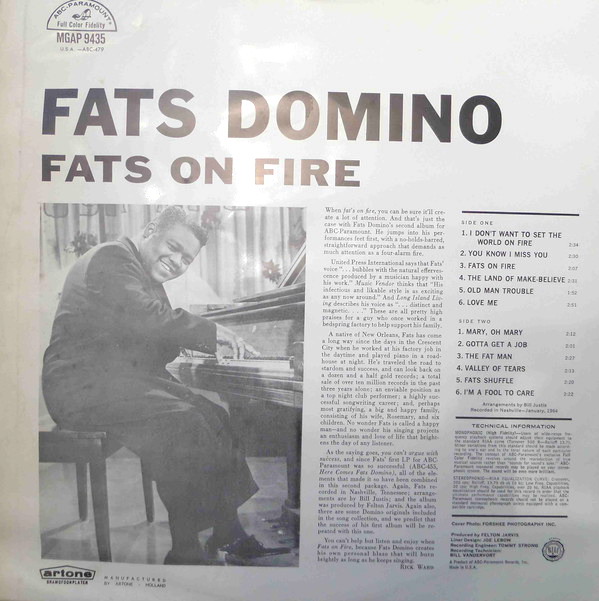 ABC-PARAMOUNT
Full Color Fidelity
MGAP 9435
U.S.A. - ABC-479
FATS DOMINO
FATS ON FIRE
When fat's on fire, you can be sure it'll cre-
ate a lot of attention. And that's just the
case with Fats Domino's second album for
ABC-Paramount. He jumps into his per-
formances feet first, with a no-holds-barred,
straightforward approach that demands as
much attention as a four-alarm fire.
United Press International says that Fats'
voice ". . . bubbles with the natural efferves-
cence produced by a musician happy with
his work." Music Vendor thinks that "His
infectious and likable style is as exciting
as any now around." And Long Island Liv-
ing describes his voice as ". . . distinct and
magnetic. . . ." These are all pretty high
praises for a guy who once worked in a
bedspring factory to help support his family.
A native of New Orleans, Fats has come
a long way since the days in the Crescent
City when he worked at his factory job in
the daytime and played piano in a road-
house at night. He's traveled the road to
stardom and success, and can look back on
a dozen and a half gold records; a total
sale of over ten million records in the past
three years alone; an enviable position as
a top night club performer; a highly suc-
cessful songwriting career; and, perhaps
most gratifying, a big and happy family,
consisting of his wife, Rosemary, and six
children. No wonder Fats is called a happy
man—and no wonder his singing projects
an enthusiasm and love of life that bright-
ens the day of any listener.
As the saying goes, you can't argue with
success, and since Fats' first LP for ABC-
Paramount was so successful (ABC-455,
Here Comes Fats Domino), all of the ele-
ments that made it so have been combined
in this second package. Again, Fats re-
corded in Nashville, Tennessee; arrange-
ments are by Bill Justis; and the album
was produced by Felton Jarvis. Again also,
there are some Domino originals included
in the song collection, and we predict that
the success of his first album will be re-
peated with this one.
You can't help but listen and enjoy when
Fats on Fire, because Fats Domino creates
his own personal blaze that will burn
brightly as long as he keeps singing.
RICK WARD
SIDE ONE
1. I DON'T WANT TO SET THE
WORLD ON FIRE 2:34
2. YOU KNOW I MISS YOU
3. FATS ON FIRE
4. THE LAND OF MAKE-BELIEVE
5. OLD MAN TROUBLE
6. LOVE ME
SIDE TWO
1. MARY, OH MARY
2. GOTTA GET A JOB
3. THE FAT MAN
4. VALLEY OF TEARS
5. FATS SHUFFLE
6. I'M A FOOL TO CARE
Arrangements by Bill Justis
Recorded in Nashville—January, 1964
TECHNICAL INFORMATION
Cover Photo: FORSHEE PHOTOGRAPHY INC.
Produced by FELTON JARVIS
Liner Design: JOE LEMON
Recording Engineer: TOMMY STRONG
Recording Technician:
BILL VANDEVORT
A Product of ABC-Paramount Records, Inc.
Made in U.S.A.
artone
GRAMOFOONPLATEN
MANUFACTURED
BY ARTONE - HOLLAND